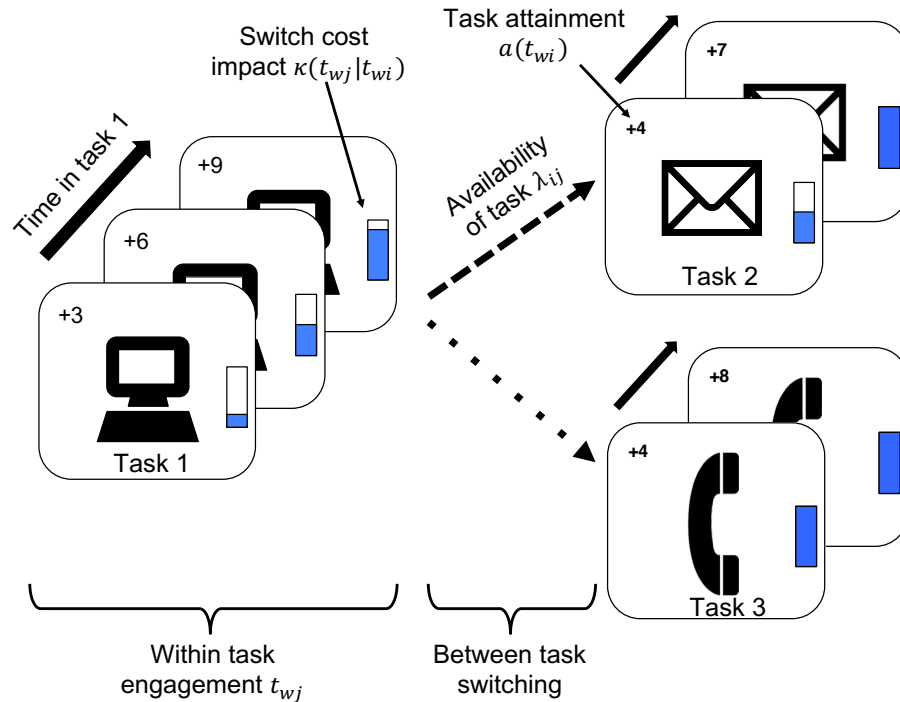 Switch cost
impact κ(t_wj|t_wi)
Task attainment
a(t_wi)
Time in task 1
+9
+6
+3
Task 1
Availability
of task λ_ij
+7
+4
Task 2
+8
+4
Task 3
Within task
engagement t_wj
Between task
switching